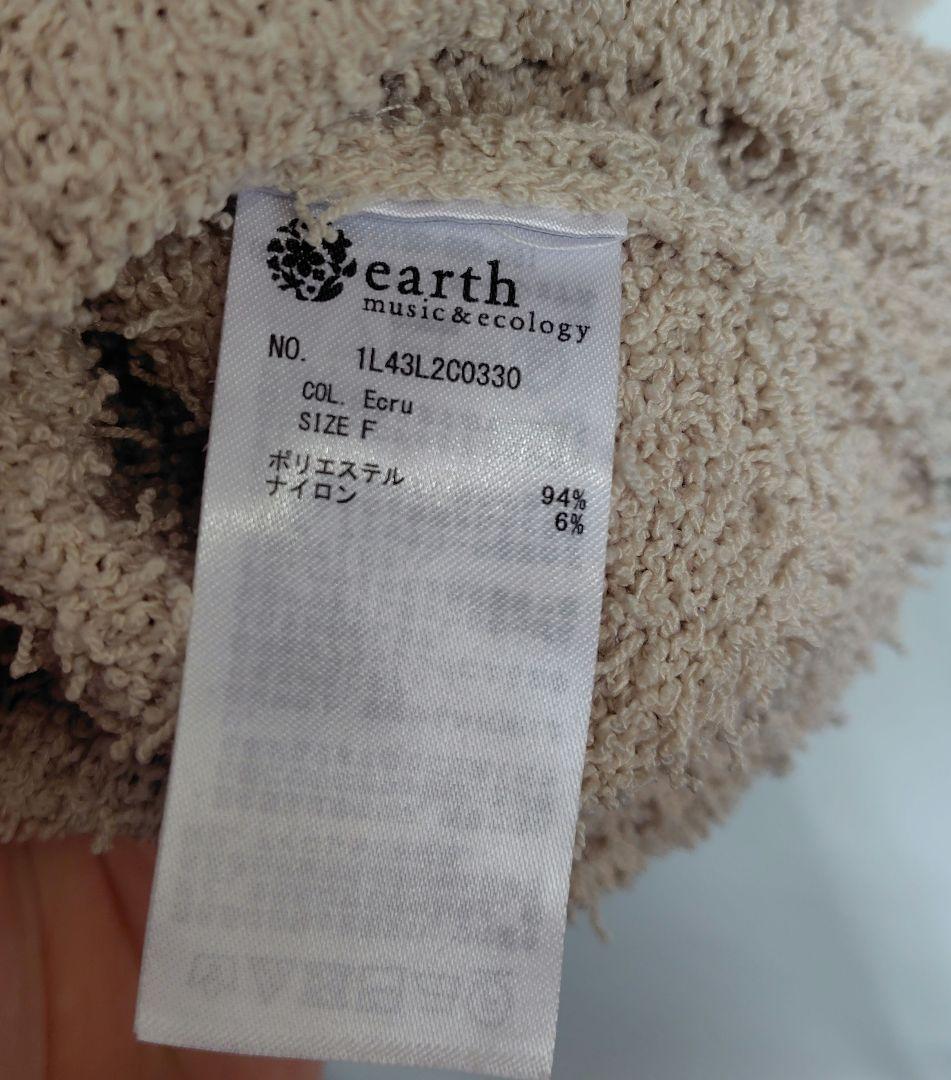 earth
music&ecology
NO. 1L43L2C0330
COL. Ecru
SIZE F
ポリエステル 94%
ナイロン 6%